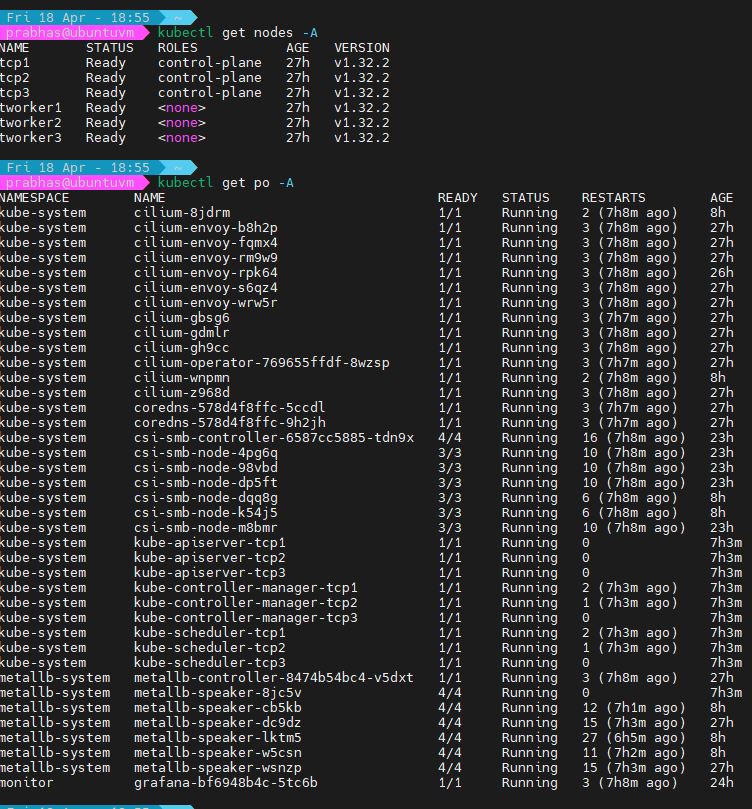 Fri 18 Apr - 18:55 ~
prabhas@ubuntuvm kubectl get nodes -A
NAME STATUS ROLES AGE VERSION
tcp1 Ready control-plane 27h v1.32.2
tcp2 Ready control-plane 27h v1.32.2
tcp3 Ready control-plane 27h v1.32.2
tworker1 Ready <none> 27h v1.32.2
tworker2 Ready <none> 27h v1.32.2
tworker3 Ready <none> 27h v1.32.2
Fri 18 Apr - 18:55 ~
prabhas@ubuntuvm kubectl get po -A
NAMESPACE NAME READY STATUS RESTARTS AGE
kube-system cilium-8jdrm 1/1 Running 2 (7h8m ago) 8h
kube-system cilium-envoy-b8h2p 1/1 Running 3 (7h8m ago) 27h
kube-system cilium-envoy-fqmx4 1/1 Running 3 (7h8m ago) 27h
kube-system cilium-envoy-rm9w9 1/1 Running 3 (7h8m ago) 27h
kube-system cilium-envoy-rpk64 1/1 Running 3 (7h8m ago) 26h
kube-system cilium-envoy-s6qz4 1/1 Running 3 (7h8m ago) 27h
kube-system cilium-envoy-wrw5r 1/1 Running 3 (7h8m ago) 27h
kube-system cilium-gbsg6 1/1 Running 3 (7h7m ago) 27h
kube-system cilium-gdmlr 1/1 Running 3 (7h8m ago) 27h
kube-system cilium-gh9cc 1/1 Running 3 (7h8m ago) 27h
kube-system cilium-operator-769655ffdf-8wzsp 1/1 Running 3 (7h7m ago) 27h
kube-system cilium-wnpmn 1/1 Running 2 (7h8m ago) 8h
kube-system cilium-z968d 1/1 Running 3 (7h8m ago) 27h
kube-system coredns-578d4f8ffc-5ccdl 1/1 Running 3 (7h7m ago) 27h
kube-system coredns-578d4f8ffc-9h2jh 1/1 Running 3 (7h7m ago) 27h
kube-system csi-smb-controller-6587cc5885-tdn9x 4/4 Running 16 (7h8m ago) 23h
kube-system csi-smb-node-4pg6q 3/3 Running 10 (7h8m ago) 23h
kube-system csi-smb-node-98vbd 3/3 Running 10 (7h8m ago) 23h
kube-system csi-smb-node-dp5ft 3/3 Running 10 (7h8m ago) 23h
kube-system csi-smb-node-dqq8g 3/3 Running 6 (7h8m ago) 8h
kube-system csi-smb-node-k54j5 3/3 Running 6 (7h8m ago) 8h
kube-system csi-smb-node-m8bmr 3/3 Running 10 (7h8m ago) 23h
kube-system kube-apiserver-tcp1 1/1 Running 0 7h3m
kube-system kube-apiserver-tcp2 1/1 Running 0 7h3m
kube-system kube-apiserver-tcp3 1/1 Running 0 7h3m
kube-system kube-controller-manager-tcp1 1/1 Running 2 (7h3m ago) 7h3m
kube-system kube-controller-manager-tcp2 1/1 Running 1 (7h3m ago) 7h3m
kube-system kube-controller-manager-tcp3 1/1 Running 0 7h3m
kube-system kube-scheduler-tcp1 1/1 Running 2 (7h3m ago) 7h3m
kube-system kube-scheduler-tcp2 1/1 Running 1 (7h3m ago) 7h3m
kube-system kube-scheduler-tcp3 1/1 Running 0 7h3m
metallb-system metallb-controller-8474b54bc4-v5dxt 1/1 Running 3 (7h8m ago) 27h
metallb-system metallb-speaker-8jc5v 4/4 Running 0 7h3m
metallb-system metallb-speaker-cb5kb 4/4 Running 12 (7h1m ago) 8h
metallb-system metallb-speaker-dc9dz 4/4 Running 15 (7h3m ago) 27h
metallb-system metallb-speaker-lktm5 4/4 Running 27 (6h5m ago) 8h
metallb-system metallb-speaker-w5csn 4/4 Running 11 (7h2m ago) 8h
metallb-system metallb-speaker-wsnzp 4/4 Running 15 (7h3m ago) 27h
monitor grafana-bf6948b4c-5tc6b 1/1 Running 3 (7h8m ago) 24h